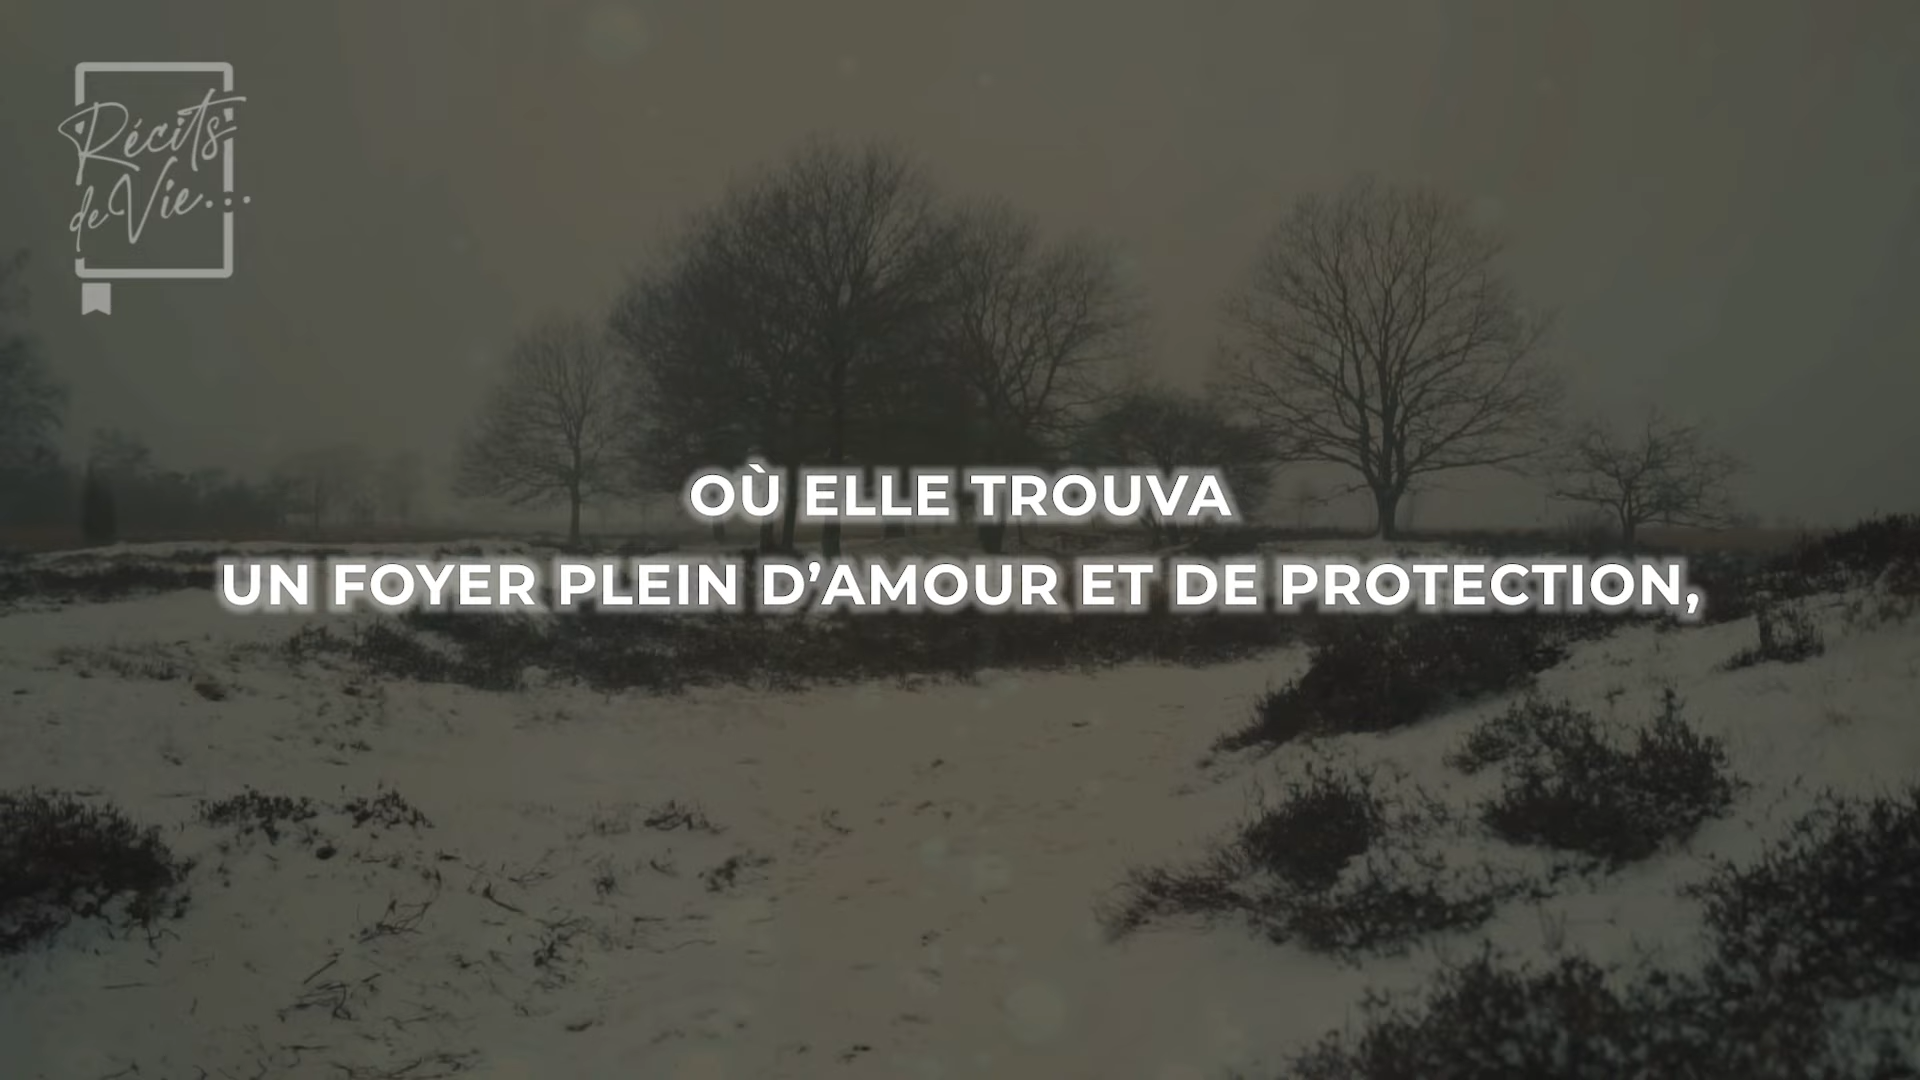 Récits
de Vie...
OÙ ELLE TROUVA
UN FOYER PLEIN D’AMOUR ET DE PROTECTION,